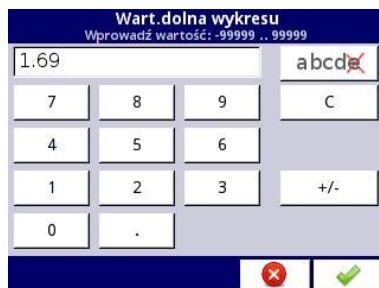 Wart.dolna wykresu
Wprowadź wartość: -99999 .. 99999
1.69 abcde
7 8 9 C
4 5 6
1 2 3 +/-
0 .